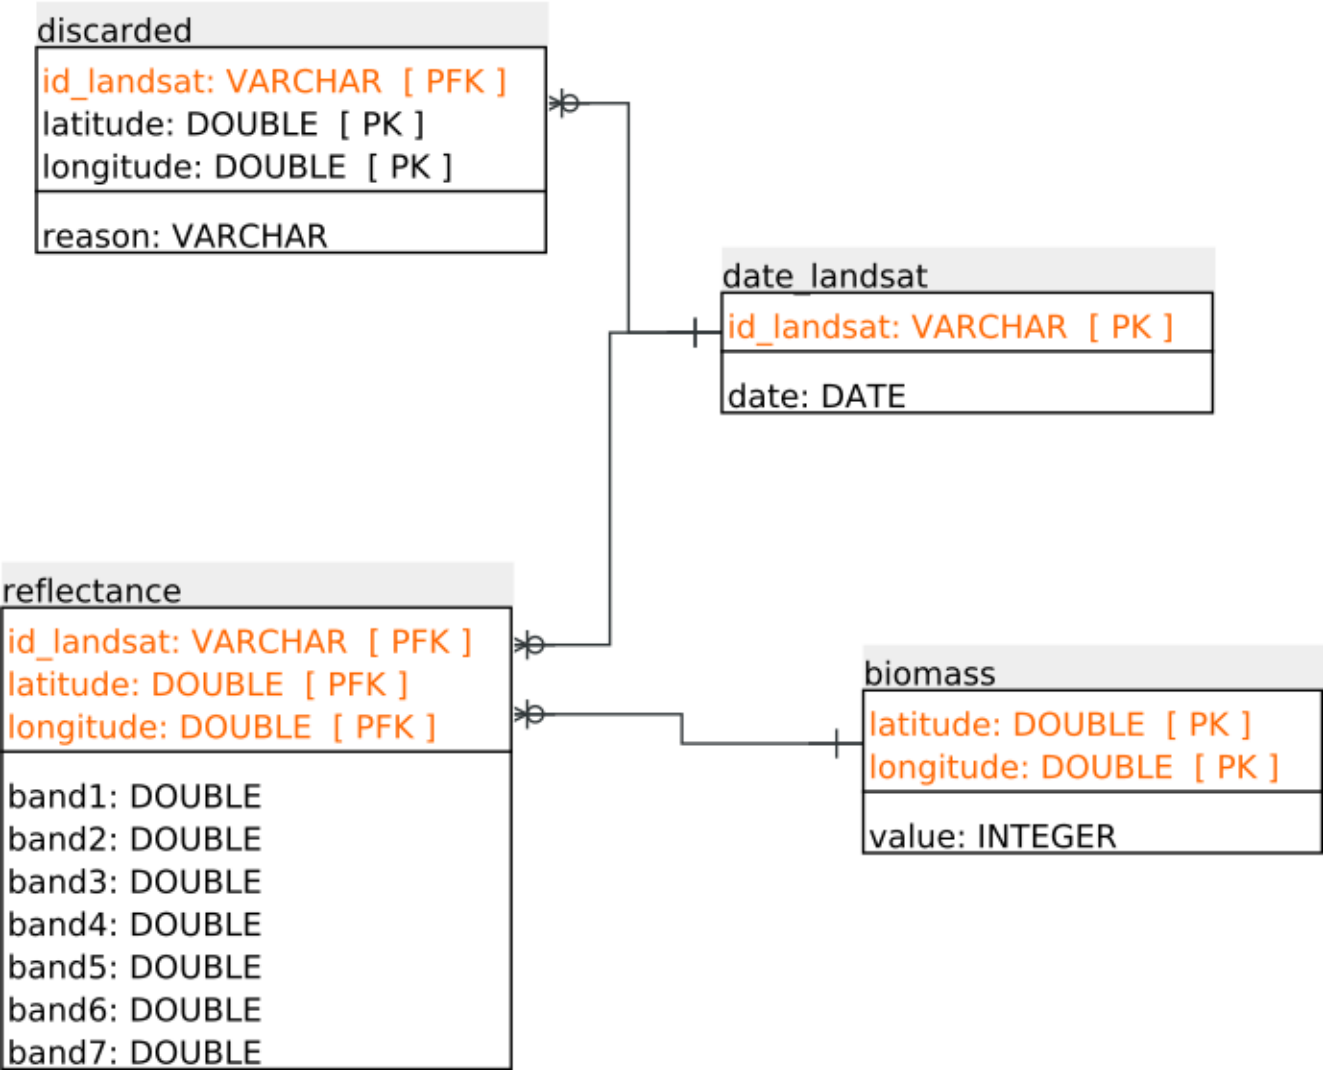 discarded
id_landsat: VARCHAR [ PFK ]
latitude: DOUBLE [ PK ]
longitude: DOUBLE [ PK ]
reason: VARCHAR
date_landsat
id_landsat: VARCHAR [ PK ]
date: DATE
reflectance
id_landsat: VARCHAR [ PFK ]
latitude: DOUBLE [ PFK ]
longitude: DOUBLE [ PFK ]
band1: DOUBLE
band2: DOUBLE
band3: DOUBLE
band4: DOUBLE
band5: DOUBLE
band6: DOUBLE
band7: DOUBLE
biomass
latitude: DOUBLE [ PK ]
longitude: DOUBLE [ PK ]
value: INTEGER